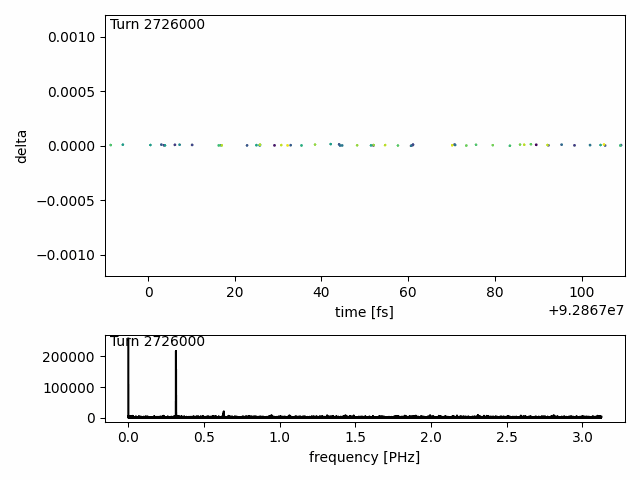 Turn 2726000
0.0010
0.0005
0.0000
−0.0005
−0.0010
delta
0 20 40 60 80 100
+9.2867e7
time [fs]
Turn 2726000
200000
100000
0
0.0 0.5 1.0 1.5 2.0 2.5 3.0
frequency [PHz]